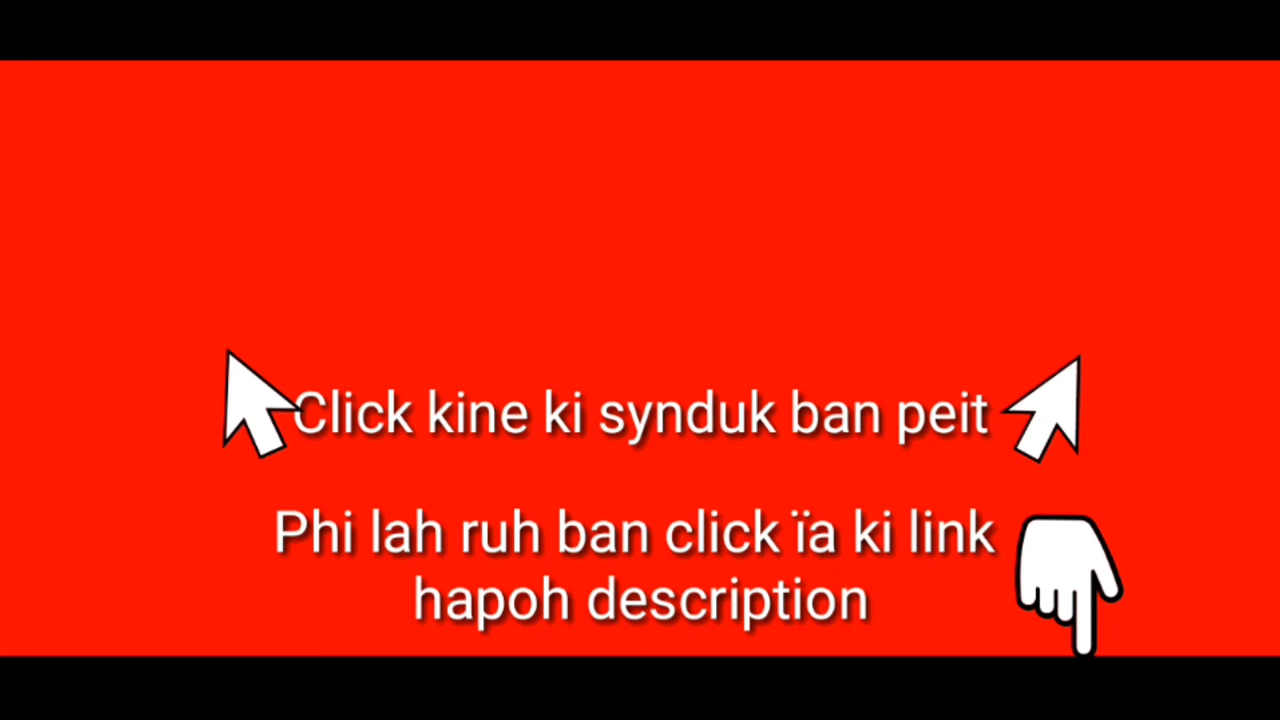 Click kine ki synduk ban peit
Phi lah ruh ban click ïa ki link
hapoh description